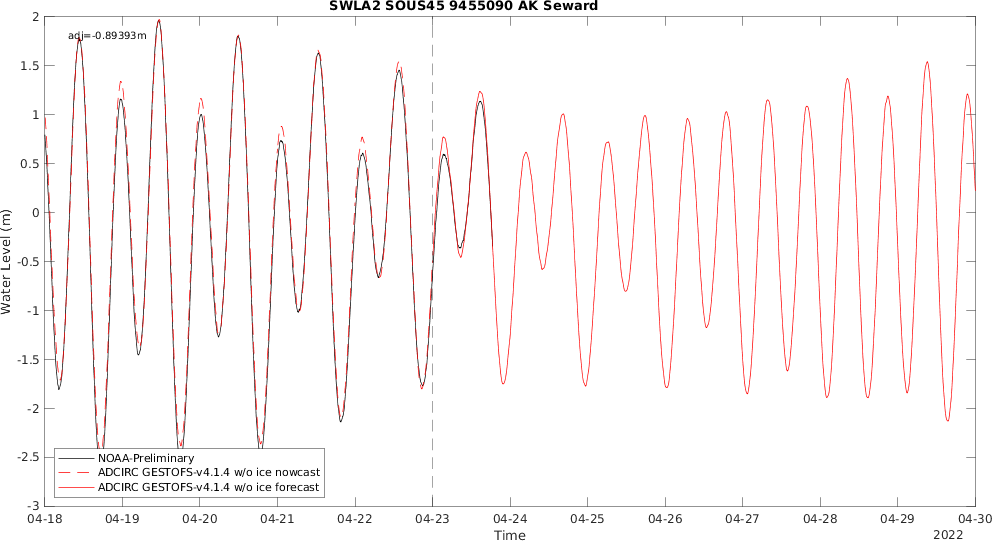 SWLA2 SOUS45 9455090 AK Seward
adj=-0.89393m
2
1.5
1
0.5
0
-0.5
-1
-1.5
-2
-2.5
-3
Water Level (m)
NOAA-Preliminary
ADCIRC GESTOFS-v4.1.4 w/o ice nowcast
ADCIRC GESTOFS-v4.1.4 w/o ice forecast
04-18 04-19 04-20 04-21 04-22 04-23 04-24 04-25 04-26 04-27 04-28 04-29 04-30
Time
2022